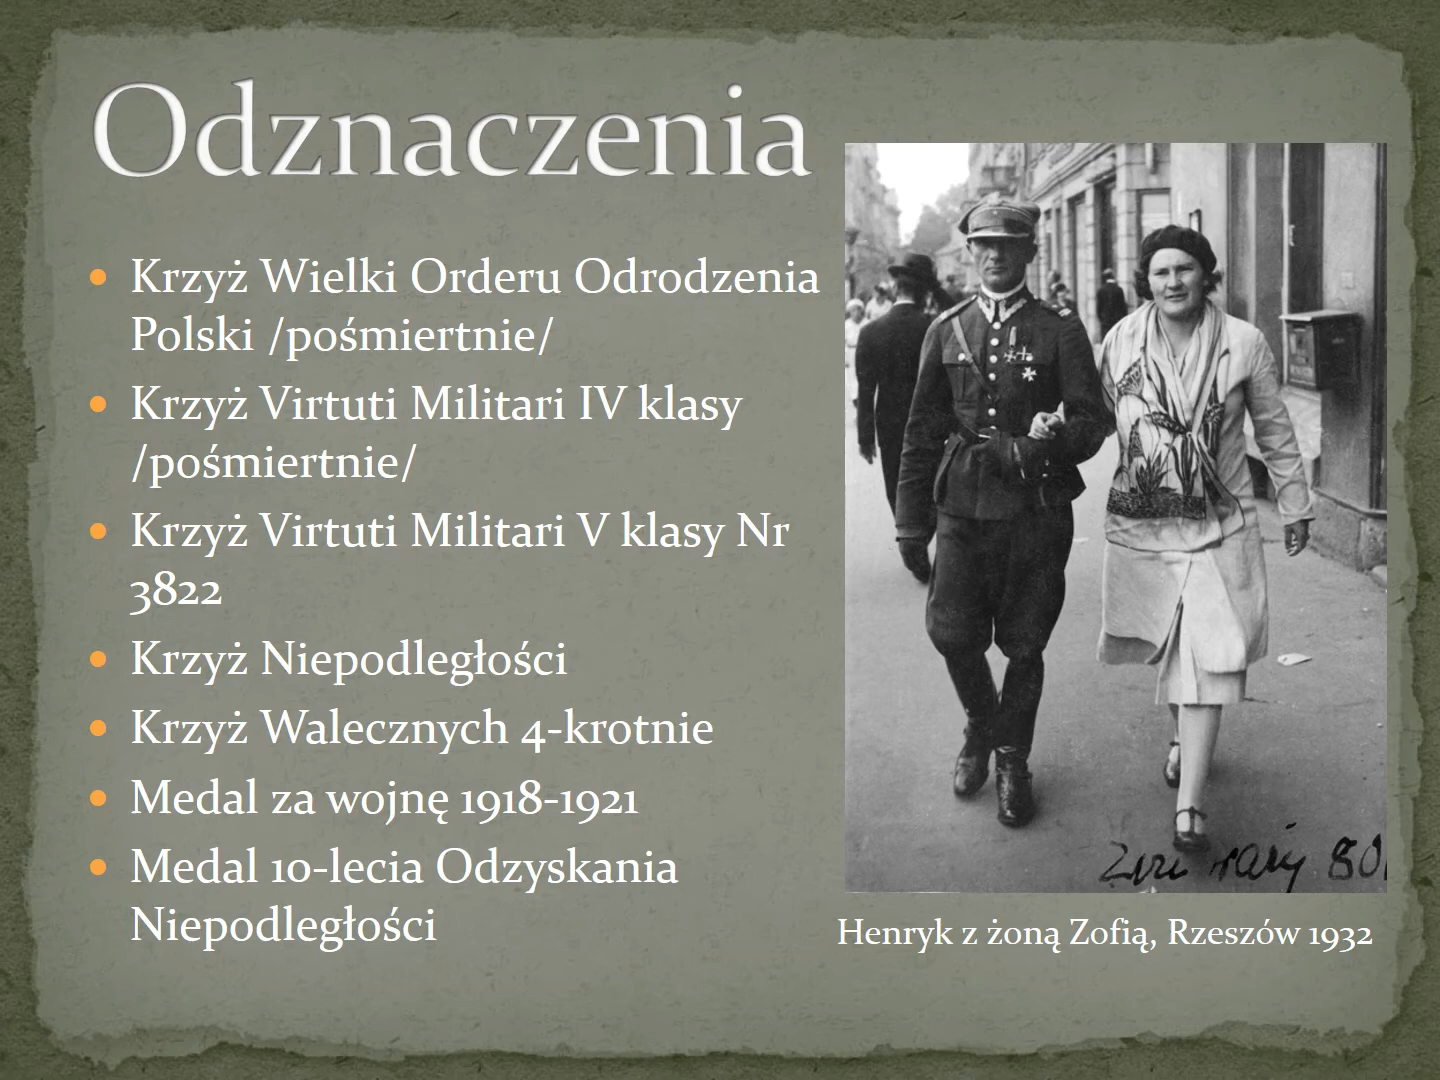 Odznaczenia
• Krzyż Wielki Orderu Odrodzenia
Polski /pośmiertnie/
• Krzyż Virtuti Militari IV klasy
/pośmiertnie/
• Krzyż Virtuti Militari V klasy Nr
3822
• Krzyż Niepodległości
• Krzyż Walecznych 4-krotnie
• Medal za wojnę 1918-1921
• Medal 10-lecia Odzyskania
Niepodległości
Henryk z żoną Zofią, Rzeszów 1932